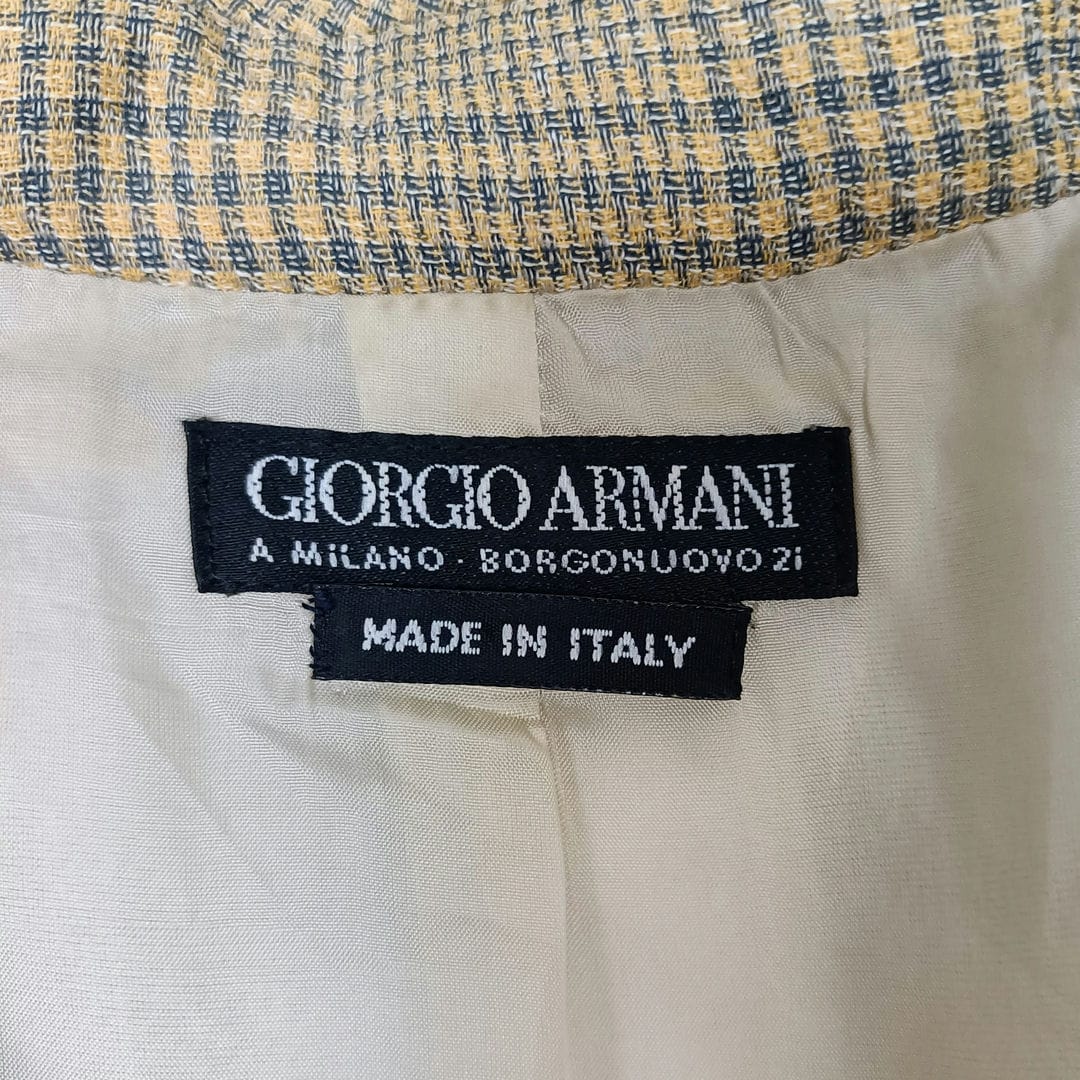 GIORGIO ARMANI
A MILANO · BORGONUOVO 21
MADE IN ITALY